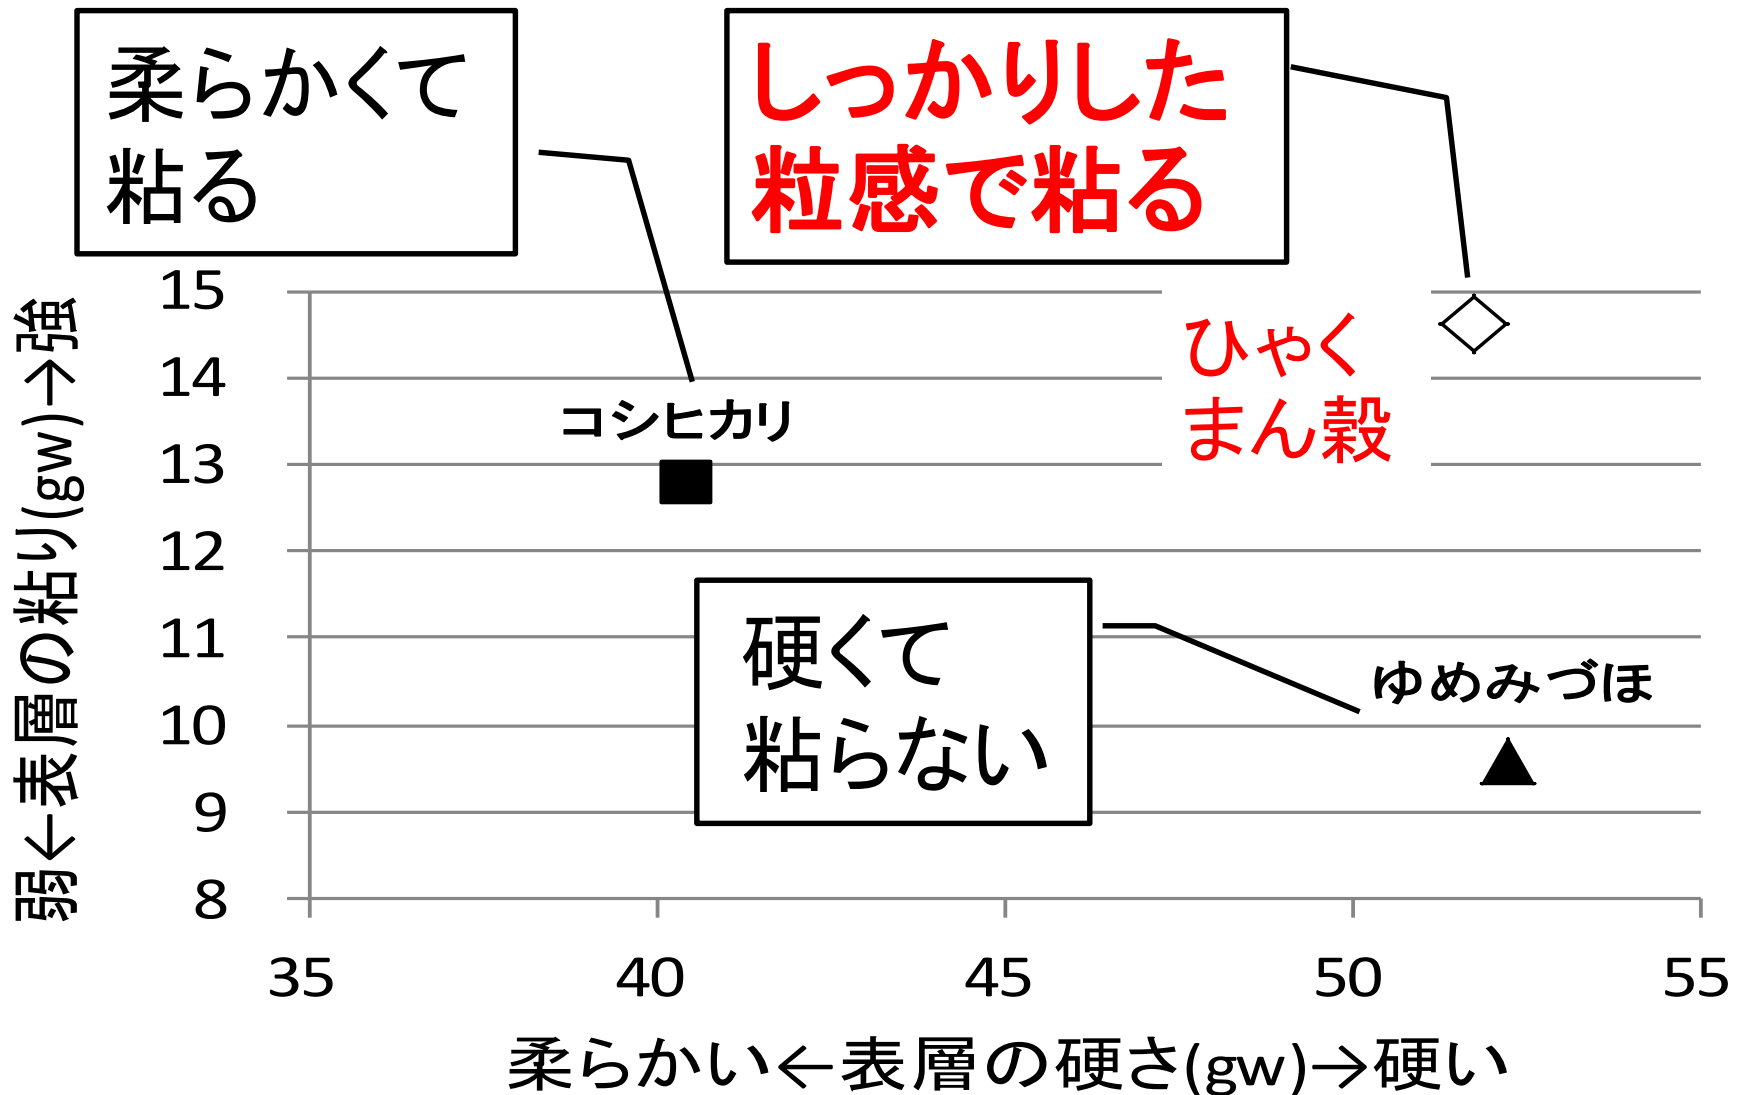 柔らかくて
粘る
しっかりした
粒感で粘る
15
14
13
12
11
10
9
8
弱←表層の粘り(gw)→強
コシヒカリ
ひゃく
まん穀
硬くて
粘らない
ゆめみづほ
35 40 45 50 55
柔らかい←表層の硬さ(gw)→硬い